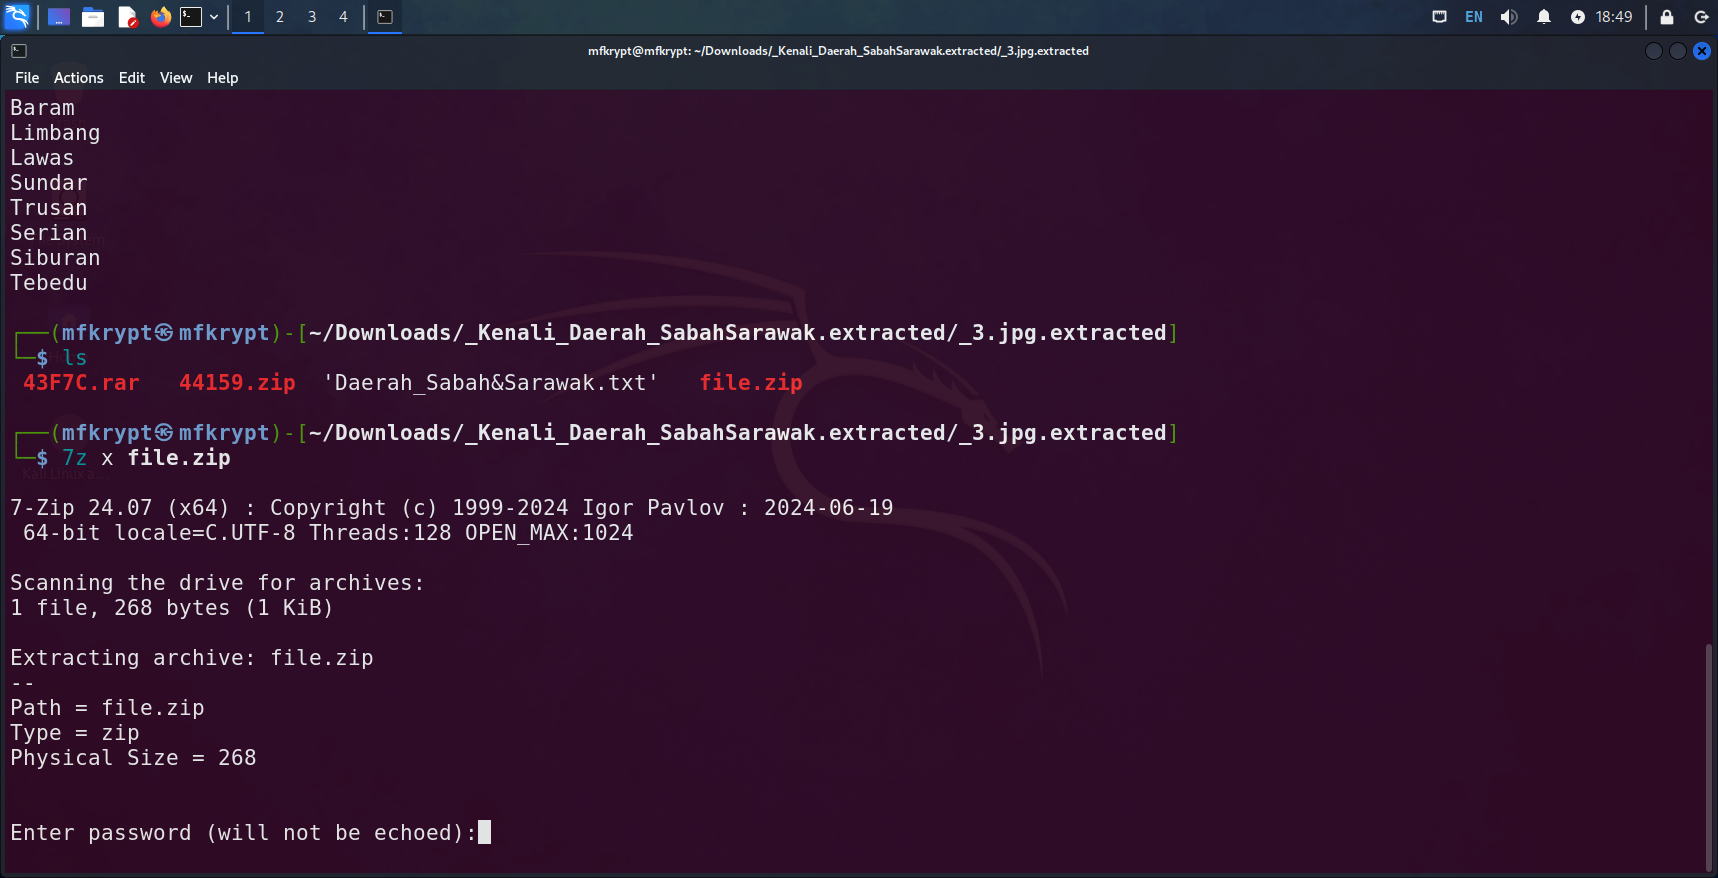 1 2 3 4 EN 18:49
mfkrypt@mfkrypt: ~/Downloads/_Kenali_Daerah_SabahSarawak.extracted/_3.jpg.extracted
File Actions Edit View Help
Baram
Limbang
Lawas
Sundar
Trusan
Serian
Siburan
Tebedu
┌──(mfkrypt㉿mfkrypt)-[~/Downloads/_Kenali_Daerah_SabahSarawak.extracted/_3.jpg.extracted]
└─$ ls
43F7C.rar 44159.zip 'Daerah_Sabah&Sarawak.txt' file.zip
┌──(mfkrypt㉿mfkrypt)-[~/Downloads/_Kenali_Daerah_SabahSarawak.extracted/_3.jpg.extracted]
└─$ 7z x file.zip
7-Zip 24.07 (x64) : Copyright (c) 1999-2024 Igor Pavlov : 2024-06-19
64-bit locale=C.UTF-8 Threads:128 OPEN_MAX:1024
Scanning the drive for archives:
1 file, 268 bytes (1 KiB)
Extracting archive: file.zip
--
Path = file.zip
Type = zip
Physical Size = 268
Enter password (will not be echoed):